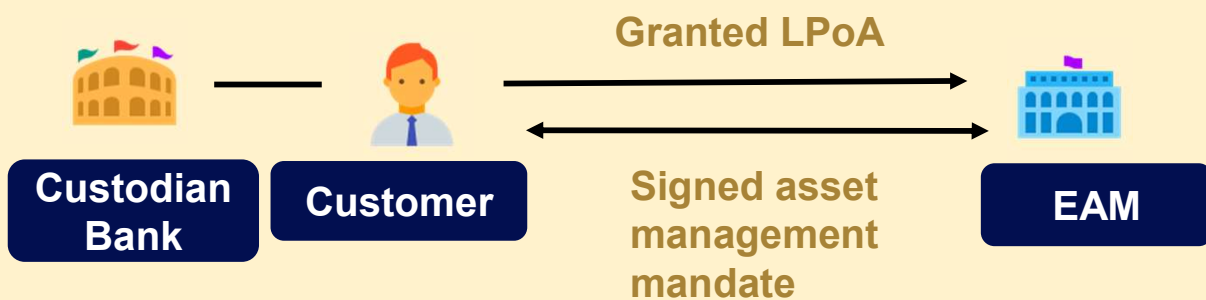 Granted LPoA
Custodian
Bank
Customer
Signed asset
management
mandate
EAM